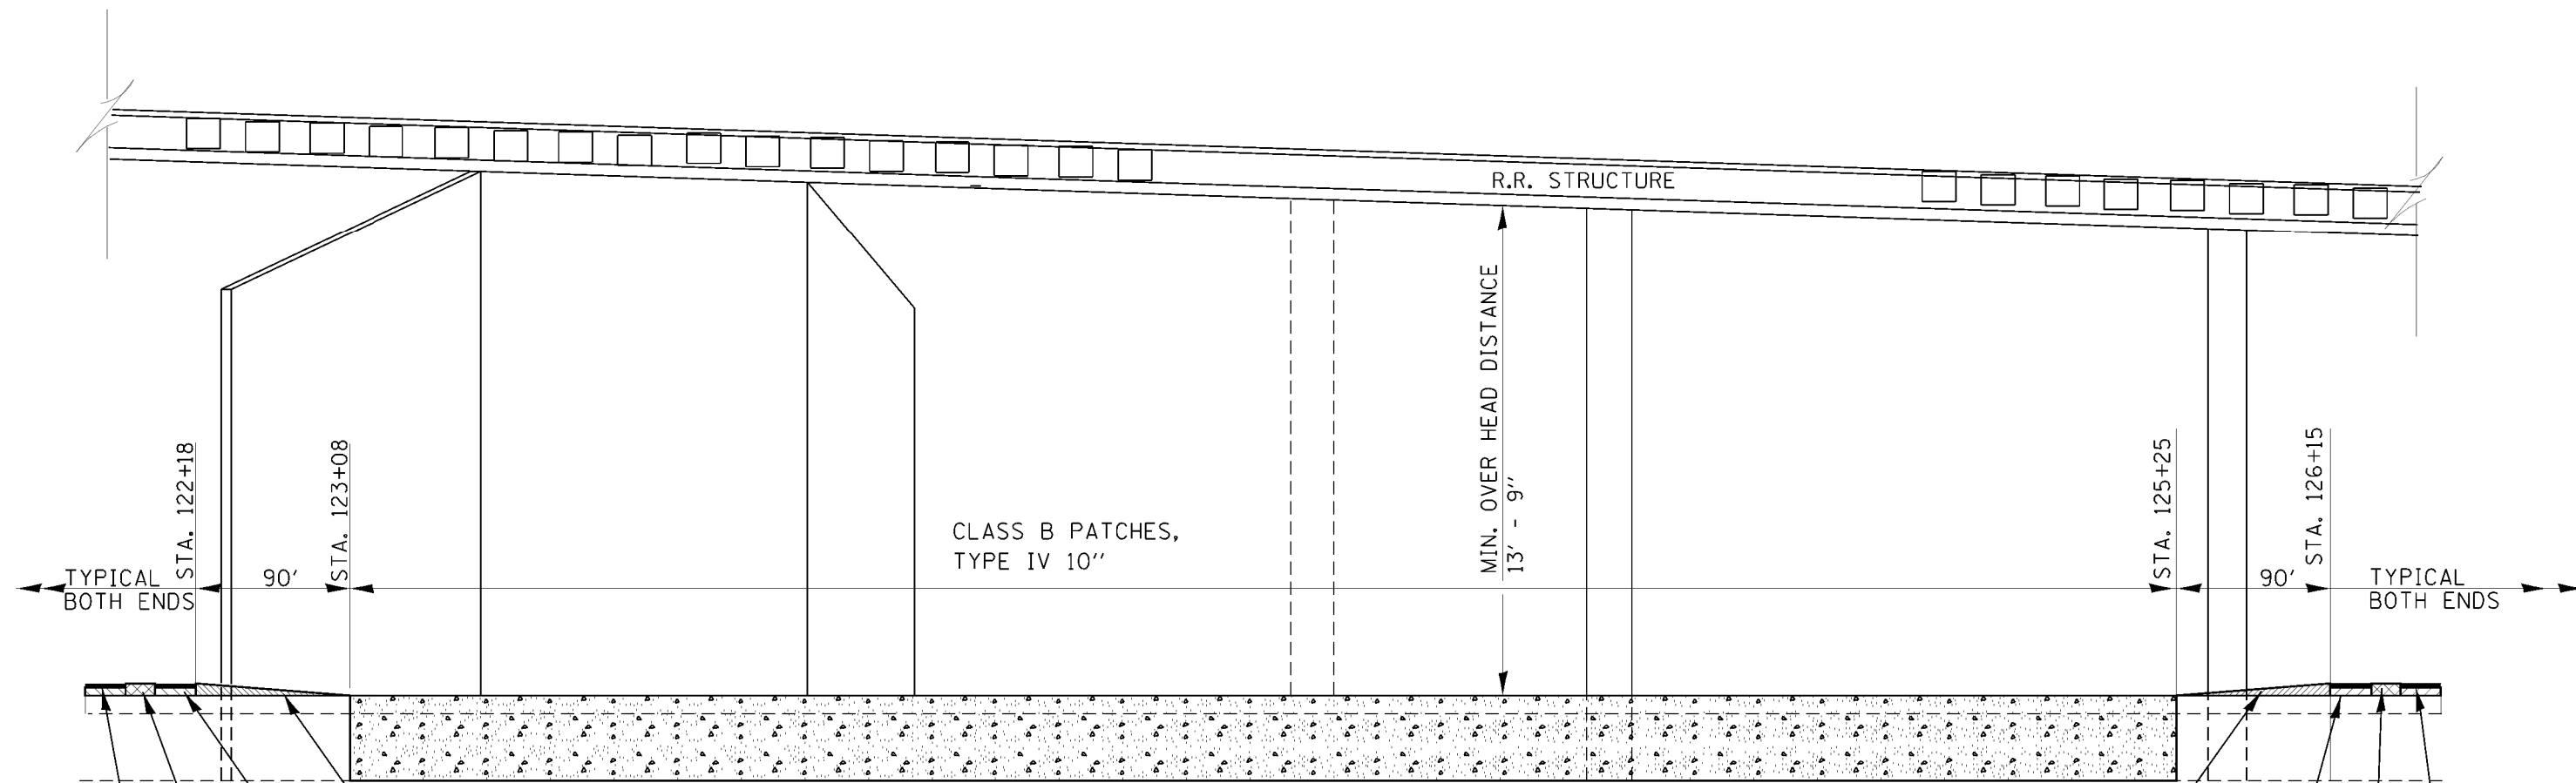 R.R. STRUCTURE
MIN. OVER HEAD DISTANCE
13' - 9"
STA. 122+18
STA. 123+08
CLASS B PATCHES,
TYPE IV 10"
STA. 125+25
STA. 126+15
TYPICAL
BOTH ENDS
90'
90'
TYPICAL
BOTH ENDS